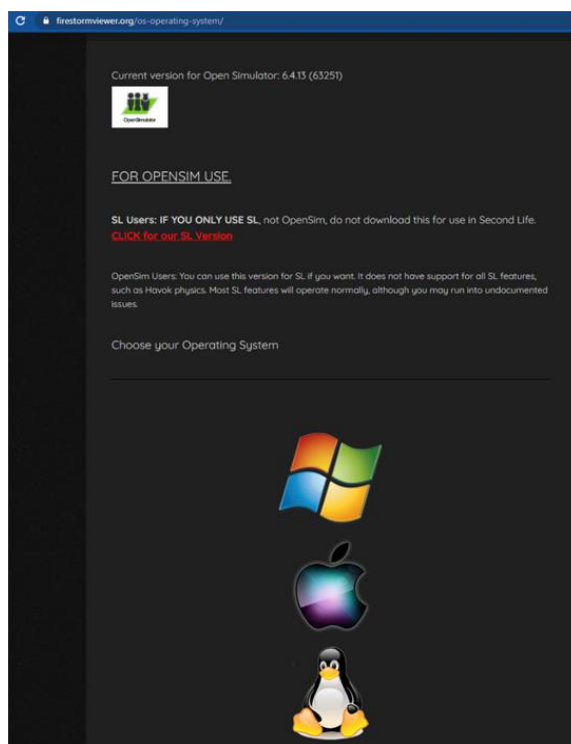 firestormviewer.org/os-operating-system/
Current version for Open Simulator: 6.4.13 (63251)
OpenSimulator
FOR OPENSIM USE.
SL Users: IF YOU ONLY USE SL, not OpenSim, do not download this for use in Second Life.
CLICK for our SL Version
OpenSim Users: You can use this version for SL if you want. It does not have support for all SL features,
such as Havok physics. Most SL features will operate normally, although you may run into undocumented
issues.
Choose your Operating System